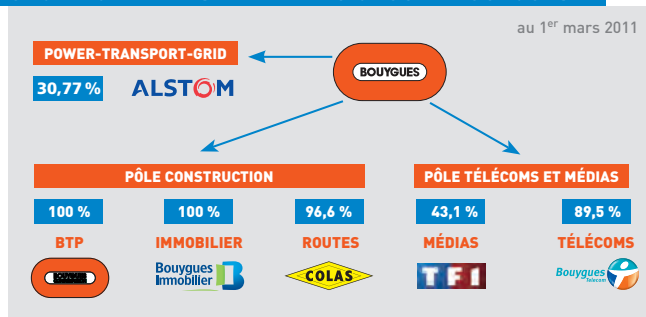 au 1er mars 2011
POWER-TRANSPORT-GRID
BOUYGUES
30,77 %
ALSTOM
PÔLE CONSTRUCTION
PÔLE TÉLÉCOMS ET MÉDIAS
100 %
100 %
96,6 %
43,1 %
89,5 %
BTP
IMMOBILIER
ROUTES
MÉDIAS
TÉLÉCOMS
Bouygues
Immobilier
COLAS
TF1
Bouygues
Telecom